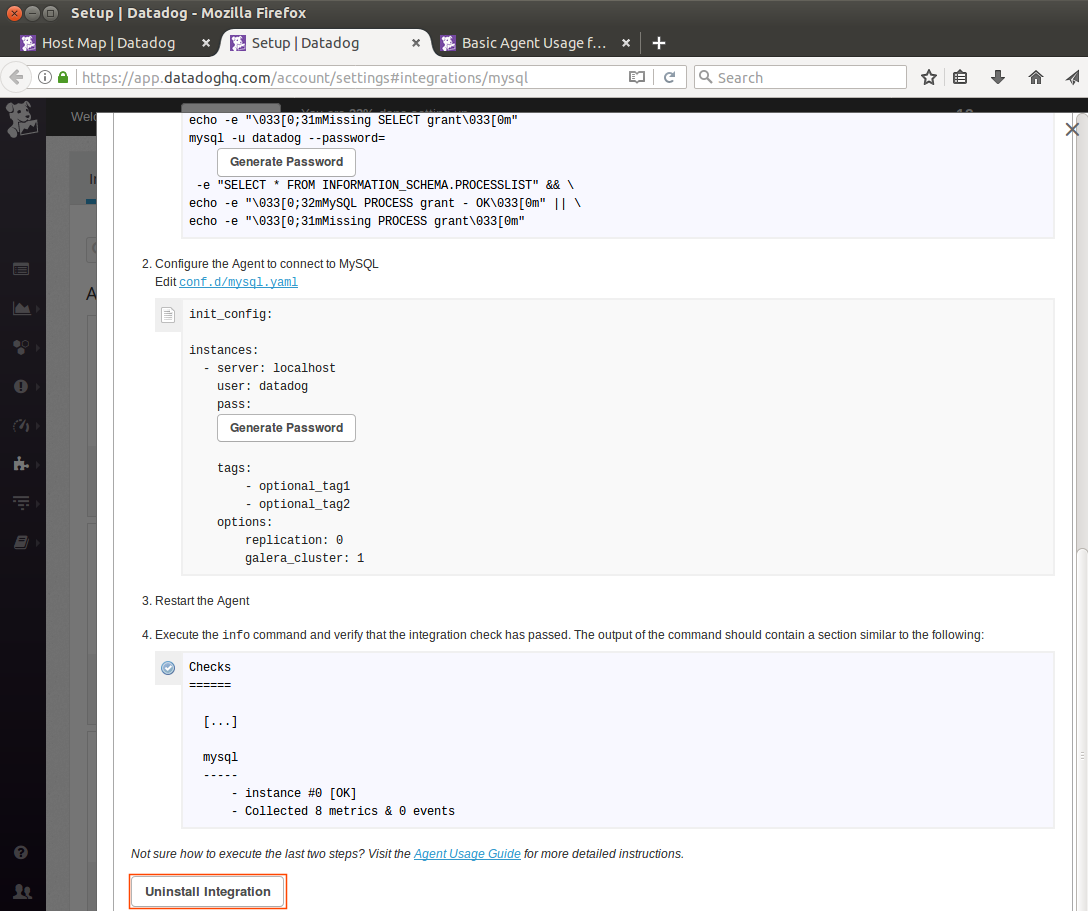 Setup | Datadog - Mozilla Firefox
Host Map | Datadog
Setup | Datadog
Basic Agent Usage f...
https://app.datadoghq.com/account/settings#integrations/mysql
Search
echo -e "\033[0;31mMissing SELECT grant\033[0m"
mysql -u datadog --password=
Generate Password
-e "SELECT * FROM INFORMATION_SCHEMA.PROCESSLIST" && \
echo -e "\033[0;32mMySQL PROCESS grant - OK\033[0m" || \
echo -e "\033[0;31mMissing PROCESS grant\033[0m"
2. Configure the Agent to connect to MySQL
Edit conf.d/mysql.yaml
init_config:
instances:
- server: localhost
user: datadog
pass:
Generate Password
tags:
- optional_tag1
- optional_tag2
options:
replication: 0
galera_cluster: 1
3. Restart the Agent
4. Execute the info command and verify that the integration check has passed. The output of the command should contain a section similar to the following:
Checks
======
[...]
mysql
-----
- instance #0 [OK]
- Collected 8 metrics & 0 events
Not sure how to execute the last two steps? Visit the Agent Usage Guide for more detailed instructions.
Uninstall Integration